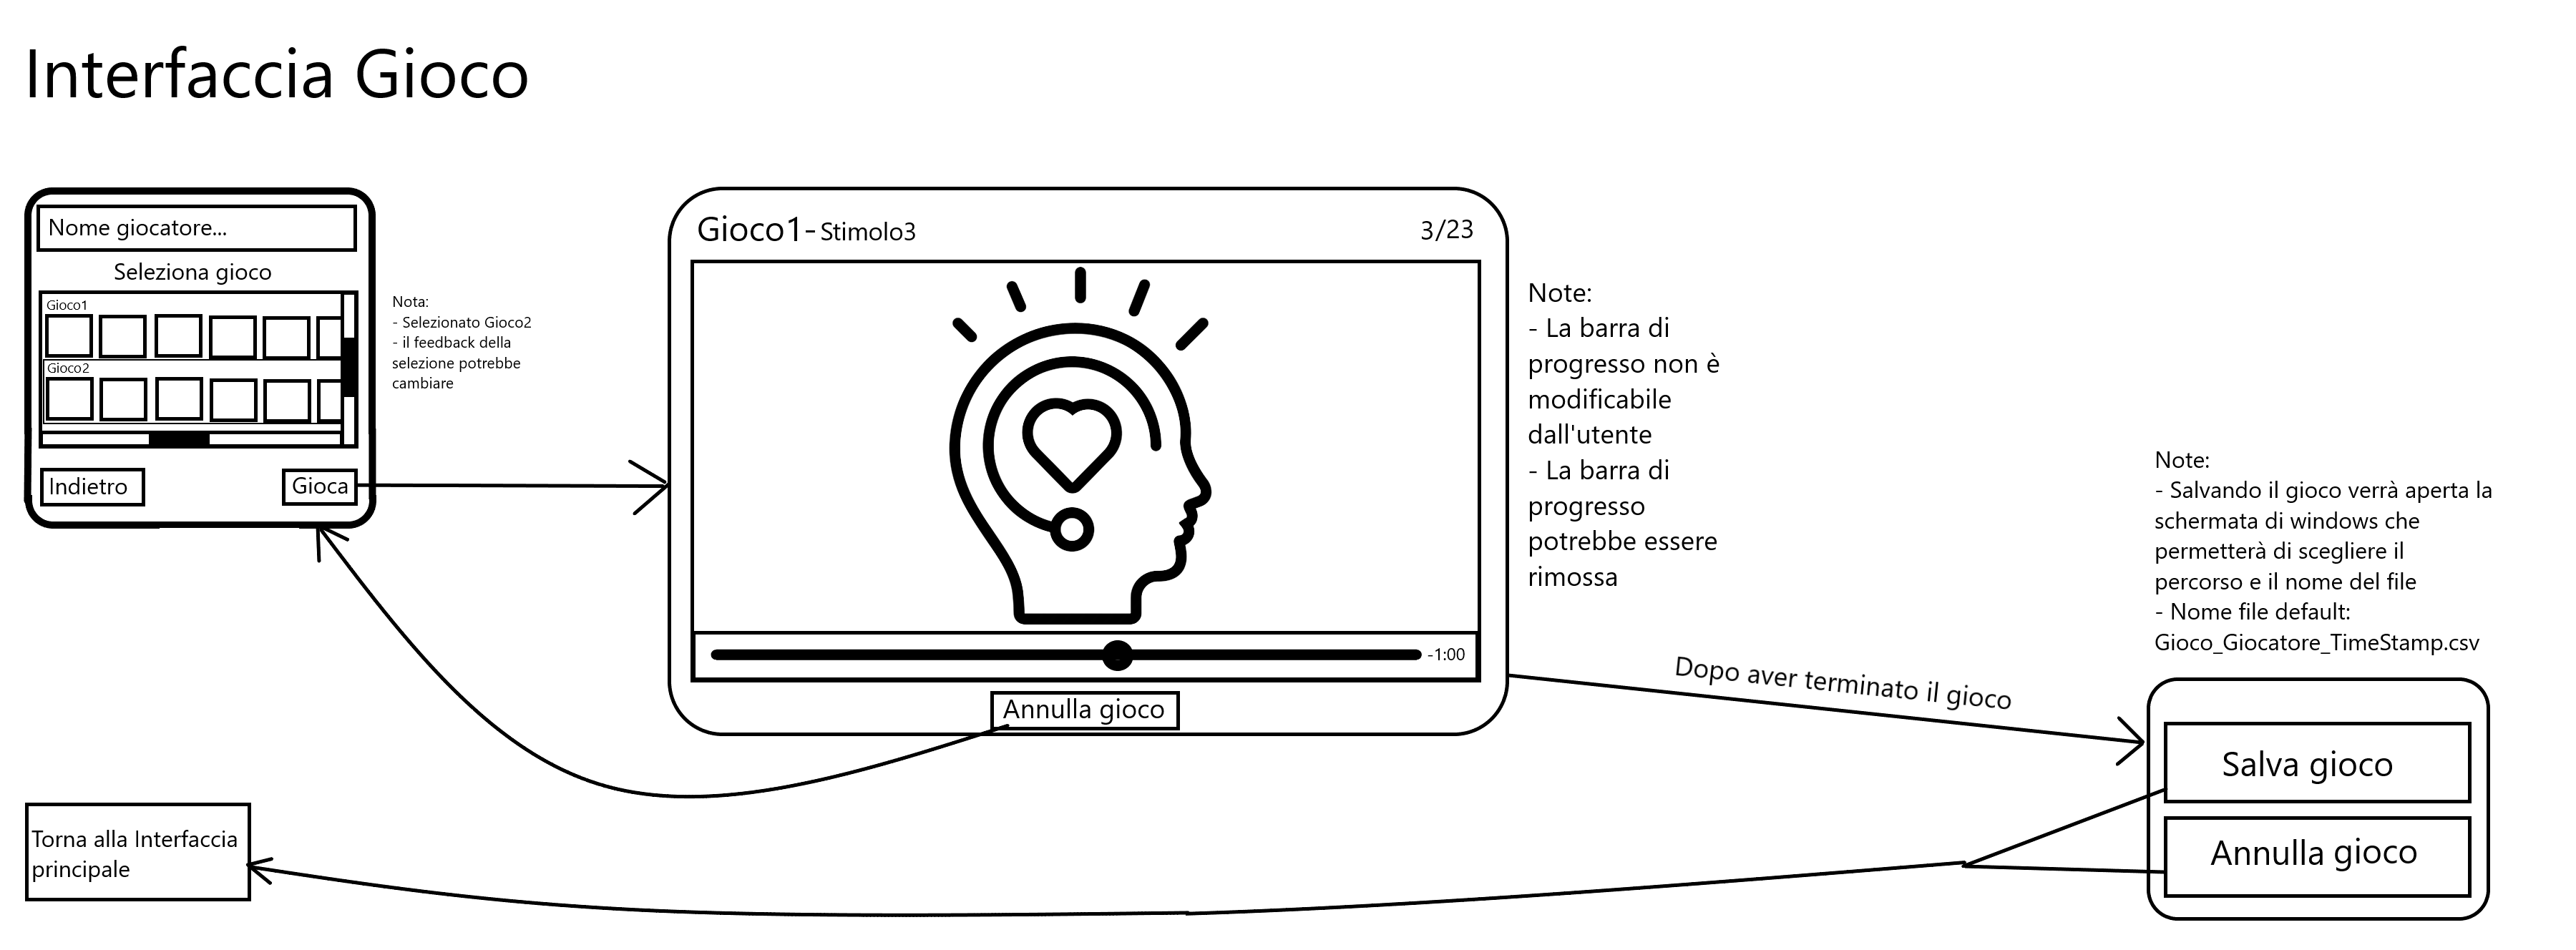 Interfaccia Gioco
Nome giocatore...
Seleziona gioco
Gioco1
Gioco2
Indietro
Gioca
Nota:
- Selezionato Gioco2
- il feedback della
selezione potrebbe
cambiare
Gioco1- Stimolo3
3/23
-1:00
Annulla gioco
Note:
- La barra di
progresso non è
modificabile
dall'utente
- La barra di
progresso
potrebbe essere
rimossa
Dopo aver terminato il gioco
Note:
- Salvando il gioco verrà aperta la
schermata di windows che
permetterà di scegliere il
percorso e il nome del file
- Nome file default:
Gioco_Giocatore_TimeStamp.csv
Salva gioco
Annulla gioco
Torna alla Interfaccia
principale